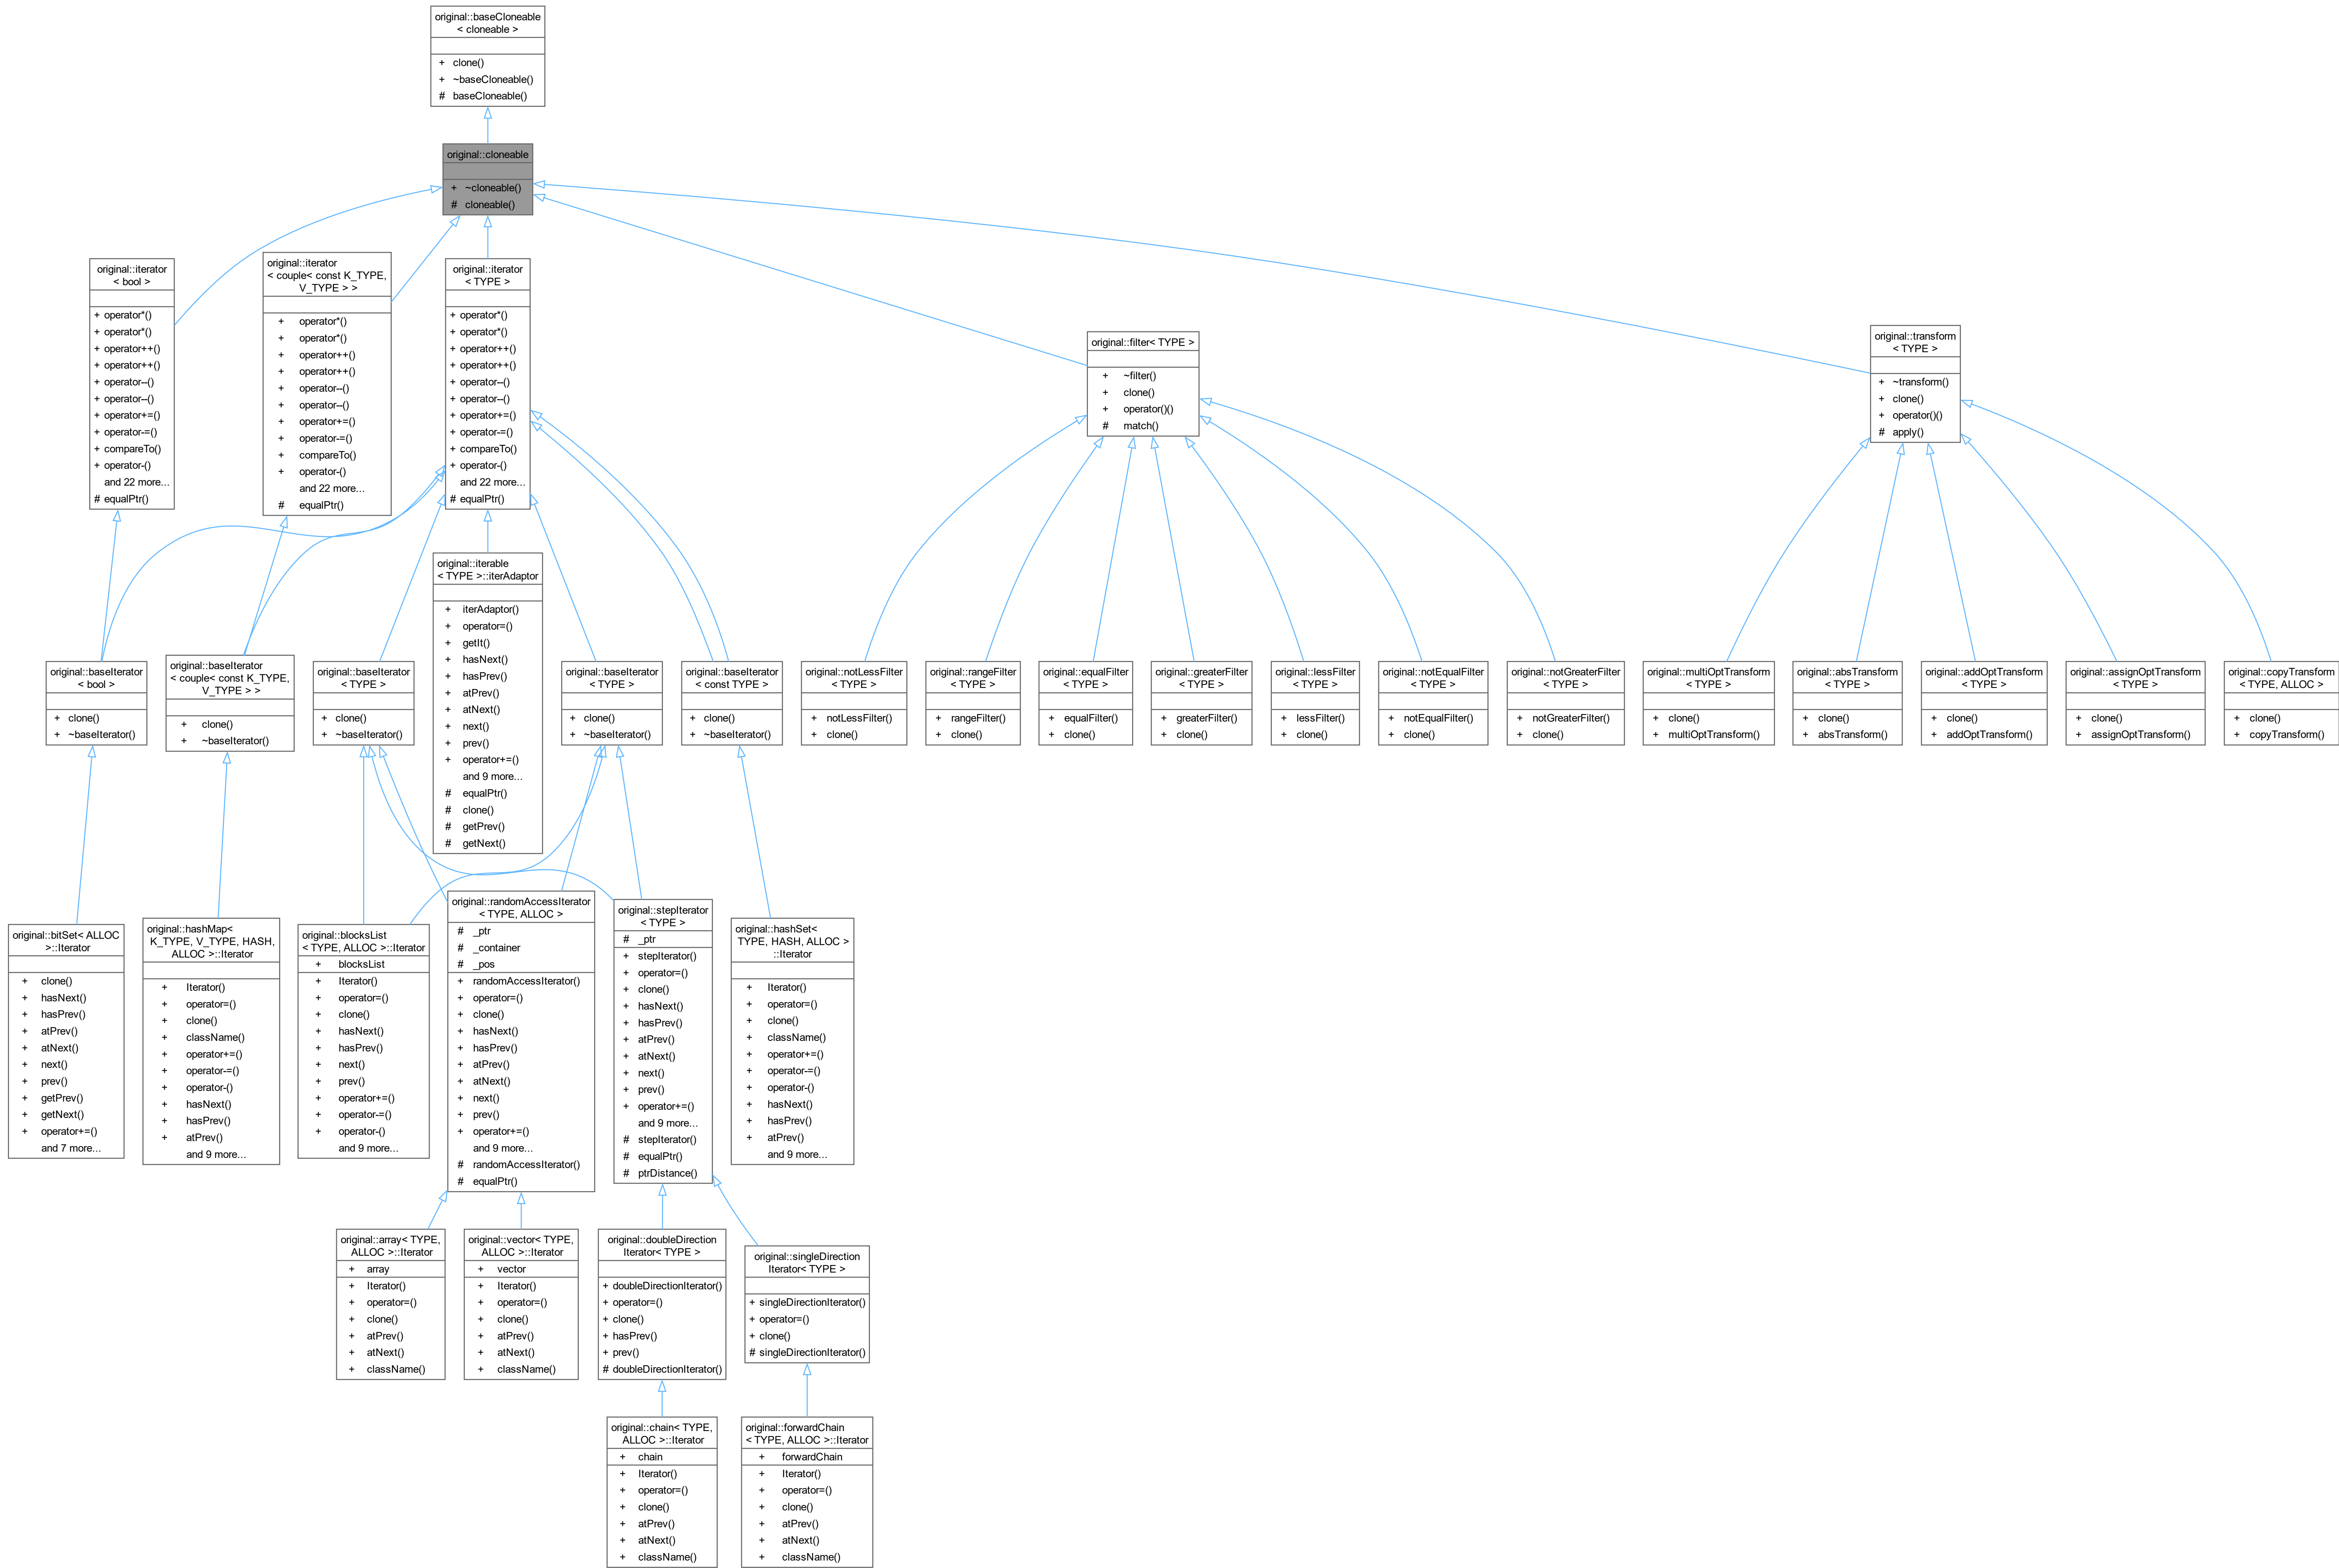 original::baseCloneable
< cloneable >
+ clone()
+ ~baseCloneable()
# baseCloneable()
original::cloneable
+ ~cloneable()
# cloneable()
original::iterator
< bool >
+ operator*()
+ operator*()
+ operator++()
+ operator++()
+ operator--()
+ operator--()
+ operator+=()
+ operator-=()
+ compareTo()
+ operator-()
and 22 more...
# equalPtr()
original::iterator
< couple< const K_TYPE,
V_TYPE > >
+ operator*()
+ operator*()
+ operator++()
+ operator++()
+ operator--()
+ operator--()
+ operator+=()
+ operator-=()
+ compareTo()
+ operator-()
and 22 more...
# equalPtr()
original::iterator
< TYPE >
+ operator*()
+ operator*()
+ operator++()
+ operator++()
+ operator--()
+ operator--()
+ operator+=()
+ operator-=()
+ compareTo()
+ operator-()
and 22 more...
# equalPtr()
original::filter< TYPE >
+ ~filter()
+ clone()
+ operator()()
# match()
original::transform
< TYPE >
+ ~transform()
+ clone()
+ operator()()
# apply()
original::iterable
< TYPE >::iterAdaptor
+ iterAdaptor()
+ operator=()
+ getIt()
+ hasNext()
+ hasPrev()
+ atPrev()
+ atNext()
+ next()
+ prev()
+ operator+=()
and 9 more...
# equalPtr()
# clone()
# getPrev()
# getNext()
original::baseIterator
< bool >
+ clone()
+ ~baseIterator()
original::baseIterator
< couple< const K_TYPE,
V_TYPE > >
+ clone()
+ ~baseIterator()
original::baseIterator
< TYPE >
+ clone()
+ ~baseIterator()
original::baseIterator
< TYPE >
+ clone()
+ ~baseIterator()
original::baseIterator
< const TYPE >
+ clone()
+ ~baseIterator()
original::notLessFilter
< TYPE >
+ notLessFilter()
+ clone()
original::rangeFilter
< TYPE >
+ rangeFilter()
+ clone()
original::equalFilter
< TYPE >
+ equalFilter()
+ clone()
original::greaterFilter
< TYPE >
+ greaterFilter()
+ clone()
original::lessFilter
< TYPE >
+ lessFilter()
+ clone()
original::notEqualFilter
< TYPE >
+ notEqualFilter()
+ clone()
original::notGreaterFilter
< TYPE >
+ notGreaterFilter()
+ clone()
original::multiOptTransform
< TYPE >
+ clone()
+ multiOptTransform()
original::absTransform
< TYPE >
+ clone()
+ absTransform()
original::addOptTransform
< TYPE >
+ clone()
+ addOptTransform()
original::assignOptTransform
< TYPE >
+ clone()
+ assignOptTransform()
original::copyTransform
< TYPE, ALLOC >
+ clone()
+ copyTransform()
original::bitSet< ALLOC
>::Iterator
+ clone()
+ hasNext()
+ hasPrev()
+ atPrev()
+ atNext()
+ next()
+ prev()
+ getPrev()
+ getNext()
+ operator+=()
and 7 more...
original::hashMap<
K_TYPE, V_TYPE, HASH,
ALLOC >::Iterator
+ Iterator()
+ operator=()
+ clone()
+ className()
+ operator+=()
+ operator-=()
+ operator-()
+ hasNext()
+ hasPrev()
+ atPrev()
and 9 more...
original::blocksList
< TYPE, ALLOC >::Iterator
+ blocksList
+ Iterator()
+ operator=()
+ clone()
+ hasNext()
+ hasPrev()
+ next()
+ prev()
+ operator+=()
+ operator-=()
+ operator-()
and 9 more...
original::randomAccessIterator
< TYPE, ALLOC >
# _ptr
# _container
# _pos
+ randomAccessIterator()
+ operator=()
+ clone()
+ hasNext()
+ hasPrev()
+ atPrev()
+ atNext()
+ next()
+ prev()
+ operator+=()
and 9 more...
# randomAccessIterator()
# equalPtr()
original::stepIterator
< TYPE >
# _ptr
+ stepIterator()
+ operator=()
+ clone()
+ hasNext()
+ hasPrev()
+ atPrev()
+ atNext()
+ next()
+ prev()
+ operator+=()
and 9 more...
# stepIterator()
# equalPtr()
# ptrDistance()
original::hashSet<
TYPE, HASH, ALLOC >
::Iterator
+ Iterator()
+ operator=()
+ clone()
+ className()
+ operator+=()
+ operator-=()
+ operator-()
+ hasNext()
+ hasPrev()
+ atPrev()
and 9 more...
original::array< TYPE,
ALLOC >::Iterator
+ array
+ Iterator()
+ operator=()
+ clone()
+ atPrev()
+ atNext()
+ className()
original::vector< TYPE,
ALLOC >::Iterator
+ vector
+ Iterator()
+ operator=()
+ clone()
+ atPrev()
+ atNext()
+ className()
original::doubleDirection
Iterator< TYPE >
+ doubleDirectionIterator()
+ operator=()
+ clone()
+ hasPrev()
+ prev()
# doubleDirectionIterator()
original::singleDirection
Iterator< TYPE >
+ singleDirectionIterator()
+ operator=()
+ clone()
# singleDirectionIterator()
original::chain< TYPE,
ALLOC >::Iterator
+ chain
+ Iterator()
+ operator=()
+ clone()
+ atPrev()
+ atNext()
+ className()
original::forwardChain
< TYPE, ALLOC >::Iterator
+ forwardChain
+ Iterator()
+ operator=()
+ clone()
+ atPrev()
+ atNext()
+ className()